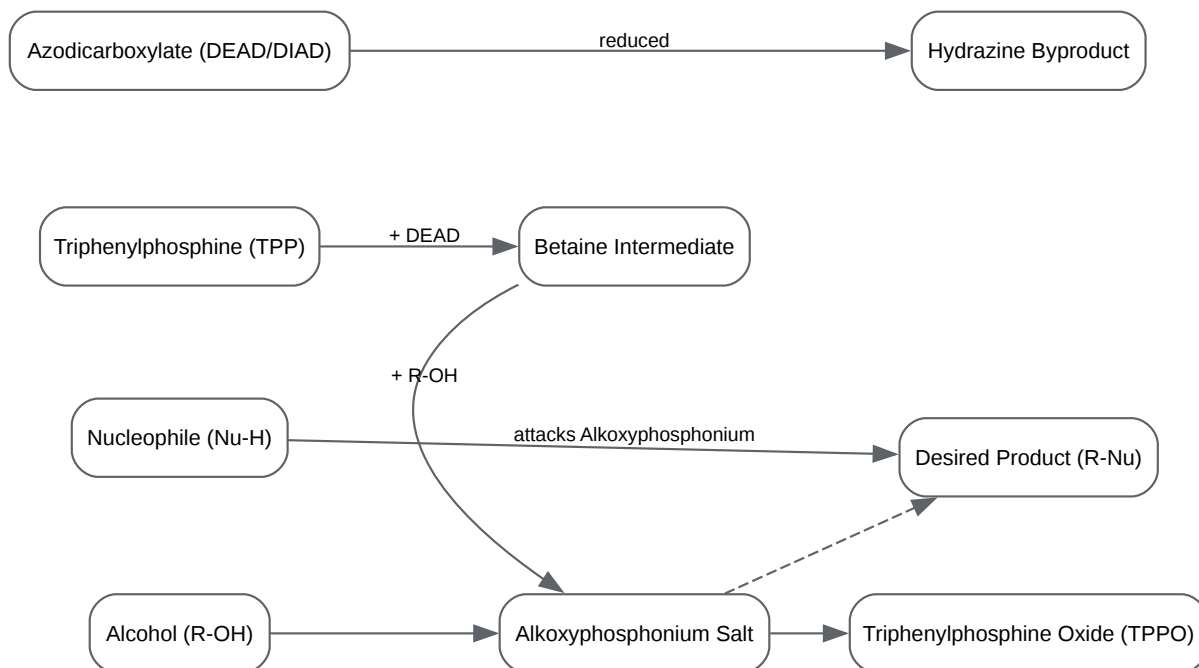 Azodicarboxylate (DEAD/DIAD)
reduced
Hydrazine Byproduct
Triphenylphosphine (TPP)
+ DEAD
Betaine Intermediate
+ R-OH
Nucleophile (Nu-H)
attacks Alkoxyphosphonium
Desired Product (R-Nu)
Alcohol (R-OH)
Alkoxyphosphonium Salt
Triphenylphosphine Oxide (TPPO)